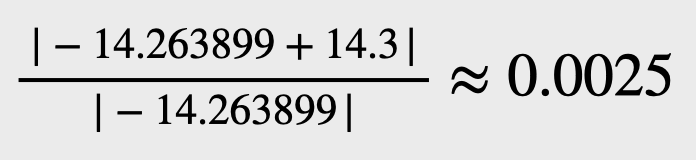 | − 14.263899 + 14.3 |
| − 14.263899 |
≈ 0.0025